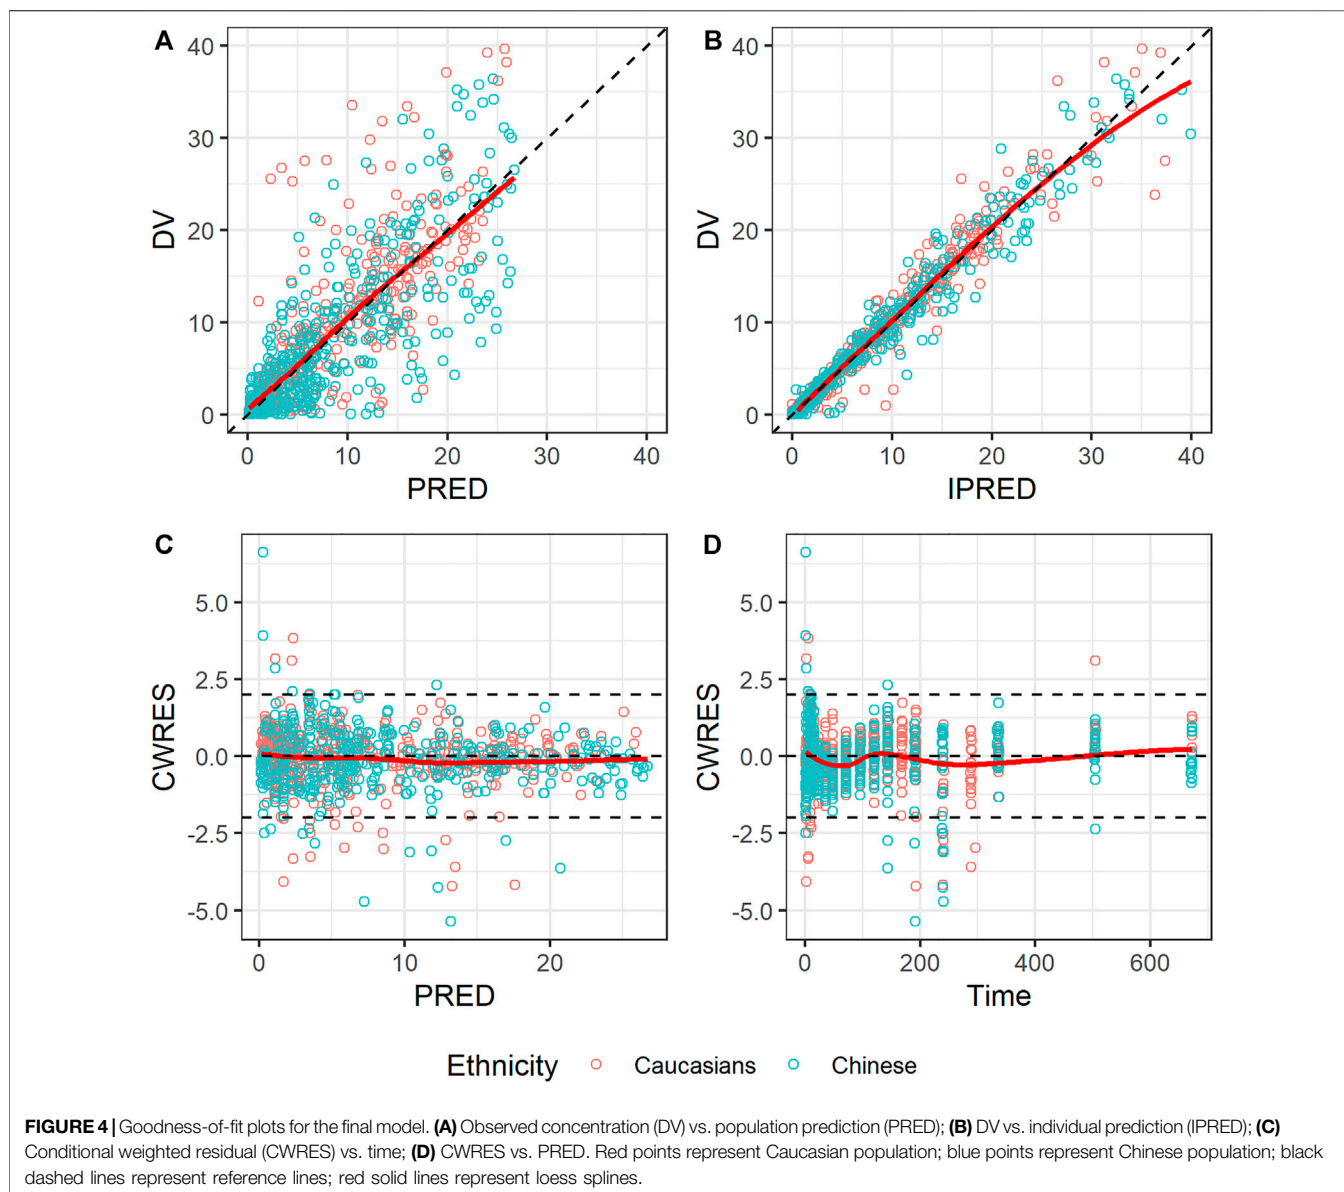 A
B
40
30
20
10
0
DV
0
10
20
30
40
PRED
40
30
20
10
0
DV
0
10
20
30
40
IPRED
C
D
5.0
2.5
0.0
-2.5
-5.0
CWRES
0
10
20
PRED
5.0
2.5
0.0
-2.5
-5.0
CWRES
0
200
400
600
Time
Ethnicity Caucasians Chinese
FIGURE 4 | Goodness-of-fit plots for the final model. (A) Observed concentration (DV) vs. population prediction (PRED); (B) DV vs. individual prediction (IPRED); (C)
Conditional weighted residual (CWRES) vs. time; (D) CWRES vs. PRED. Red points represent Caucasian population; blue points represent Chinese population; black
dashed lines represent reference lines; red solid lines represent loess splines.